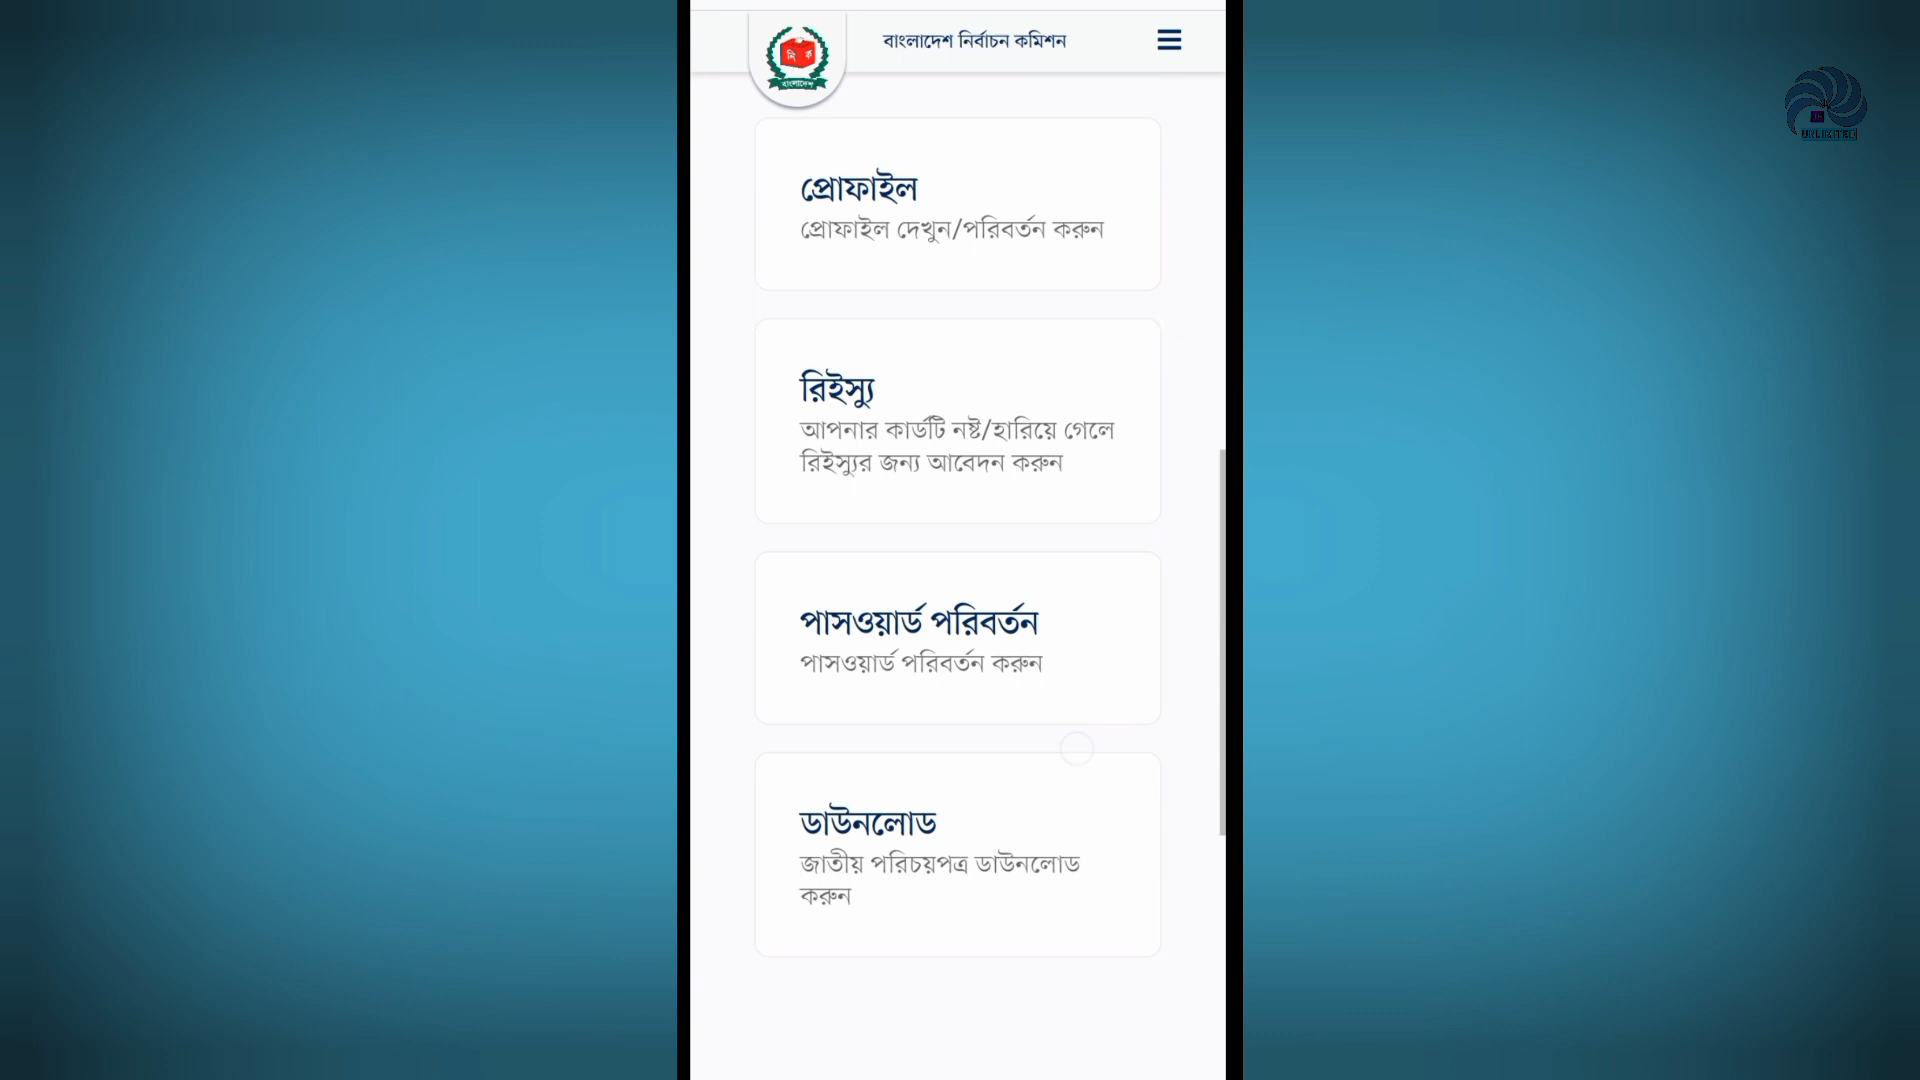 বাংলাদেশ নির্বাচন কমিশন
নি ক
বাংলাদেশ
প্রোফাইল
প্রোফাইল দেখুন/পরিবর্তন করুন
রিইস্যু
আপনার কার্ডটি নষ্ট/হারিয়ে গেলে
রিইস্যুর জন্য আবেদন করুন
পাসওয়ার্ড পরিবর্তন
পাসওয়ার্ড পরিবর্তন করুন
ডাউনলোড
জাতীয় পরিচয়পত্র ডাউনলোড
করুন
UNLIMITED